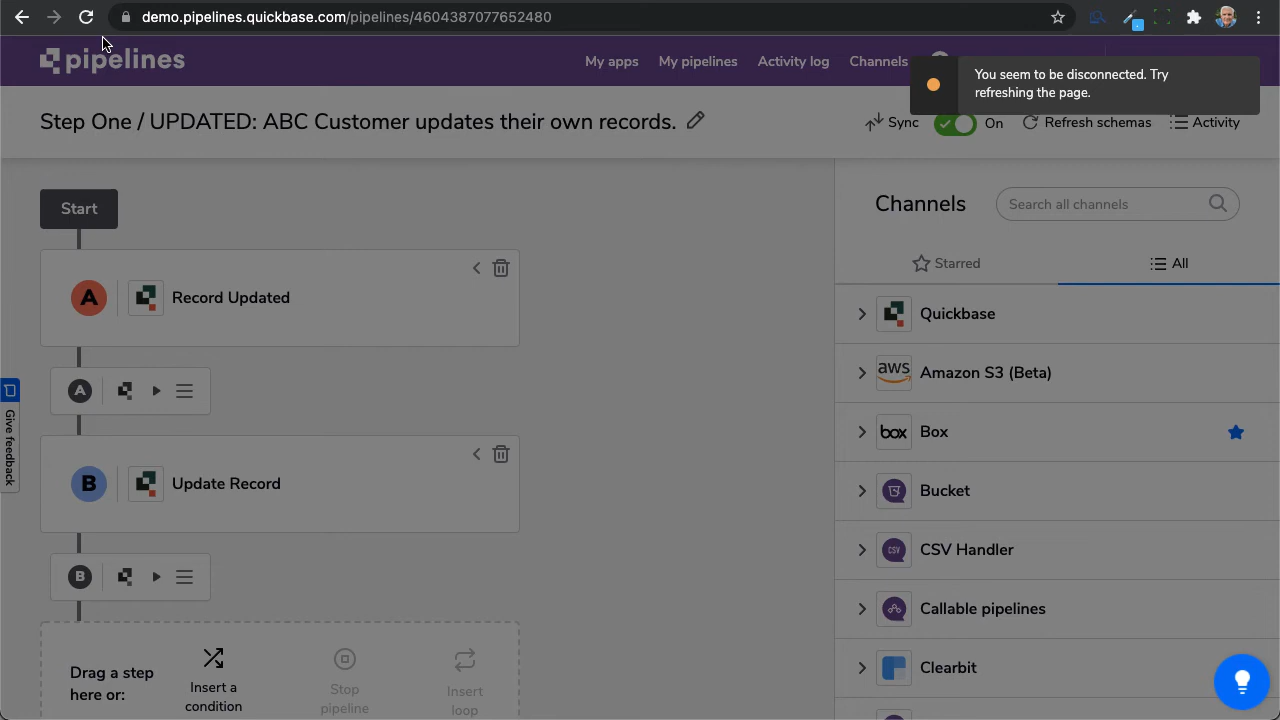 demo.pipelines.quickbase.com/pipelines/4604387077652480
pipelines
My apps
My pipelines
Activity log
Channels
You seem to be disconnected. Try
refreshing the page.
Step One / UPDATED: ABC Customer updates their own records.
Sync
On
Refresh schemas
Activity
Start
A
Record Updated
A
B
Update Record
B
Drag a step
here or:
Insert a
condition
Stop
pipeline
Insert
loop
Give feedback
Channels
Search all channels
Starred
All
Quickbase
aws
Amazon S3 (Beta)
box
Box
Bucket
CSV
CSV Handler
Callable pipelines
Clearbit